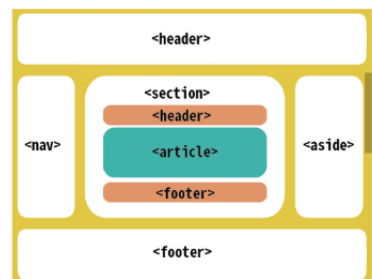 <header>
<section>
<header>
<nav>
<article>
<aside>
<footer>
<footer>